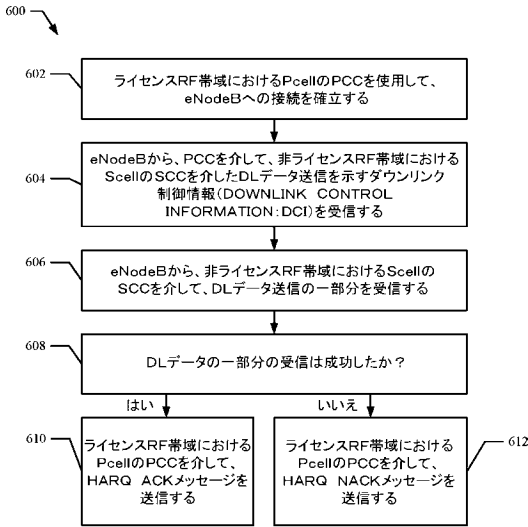 600
602
ライセンスRF帯域におけるPcellのPCCを使用して、
eNodeBへの接続を確立する
604
eNodeBから、PCCを介して、非ライセンスRF帯域における
ScellのSCCを介したDLデータ送信を示すダウンリンク
制御情報(DOWNLINK CONTROL
INFORMATION:DCI)を受信する
606
eNodeBから、非ライセンスRF帯域におけるScellの
SCCを介して、DLデータ送信の一部分を受信する
608
DLデータの一部分の受信は成功したか?
はい
いいえ
610
ライセンスRF帯域における
PcellのPCCを介して、
HARQ ACKメッセージを
送信する
612
ライセンスRF帯域における
PcellのPCCを介して、
HARQ NACKメッセージを
送信する